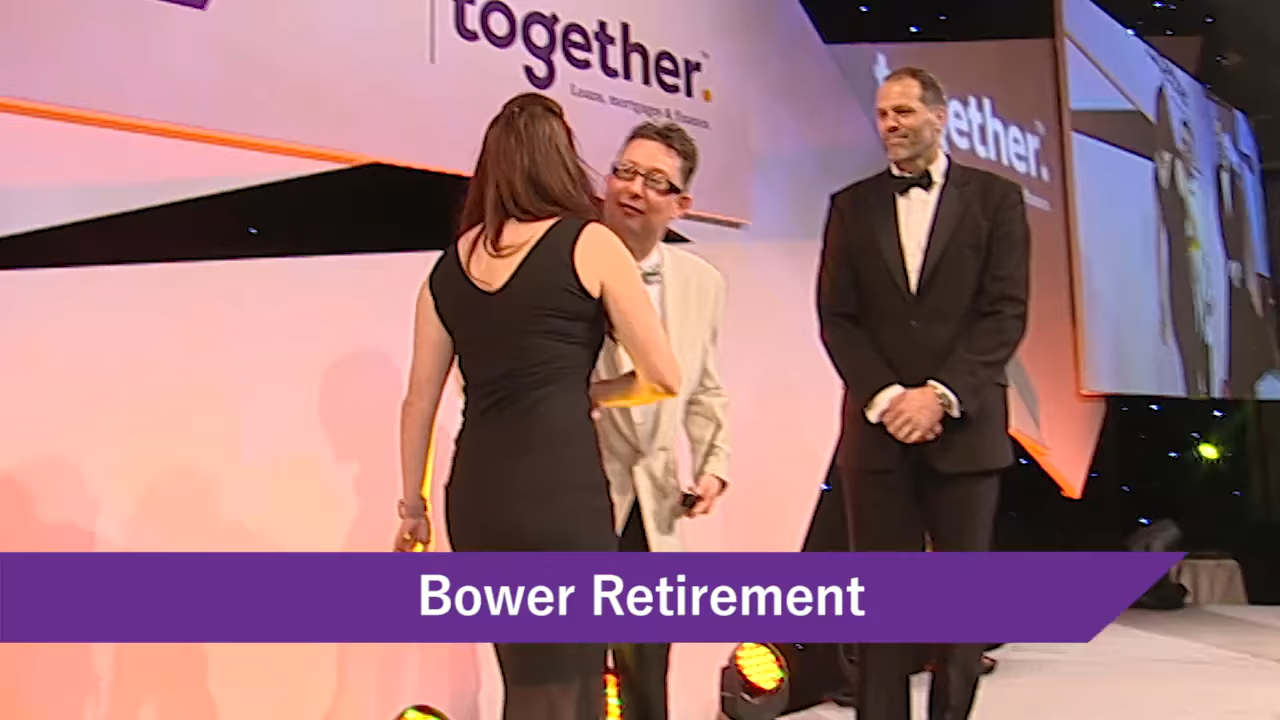 together.
Loans, mortgages & finance
together.
Bower Retirement